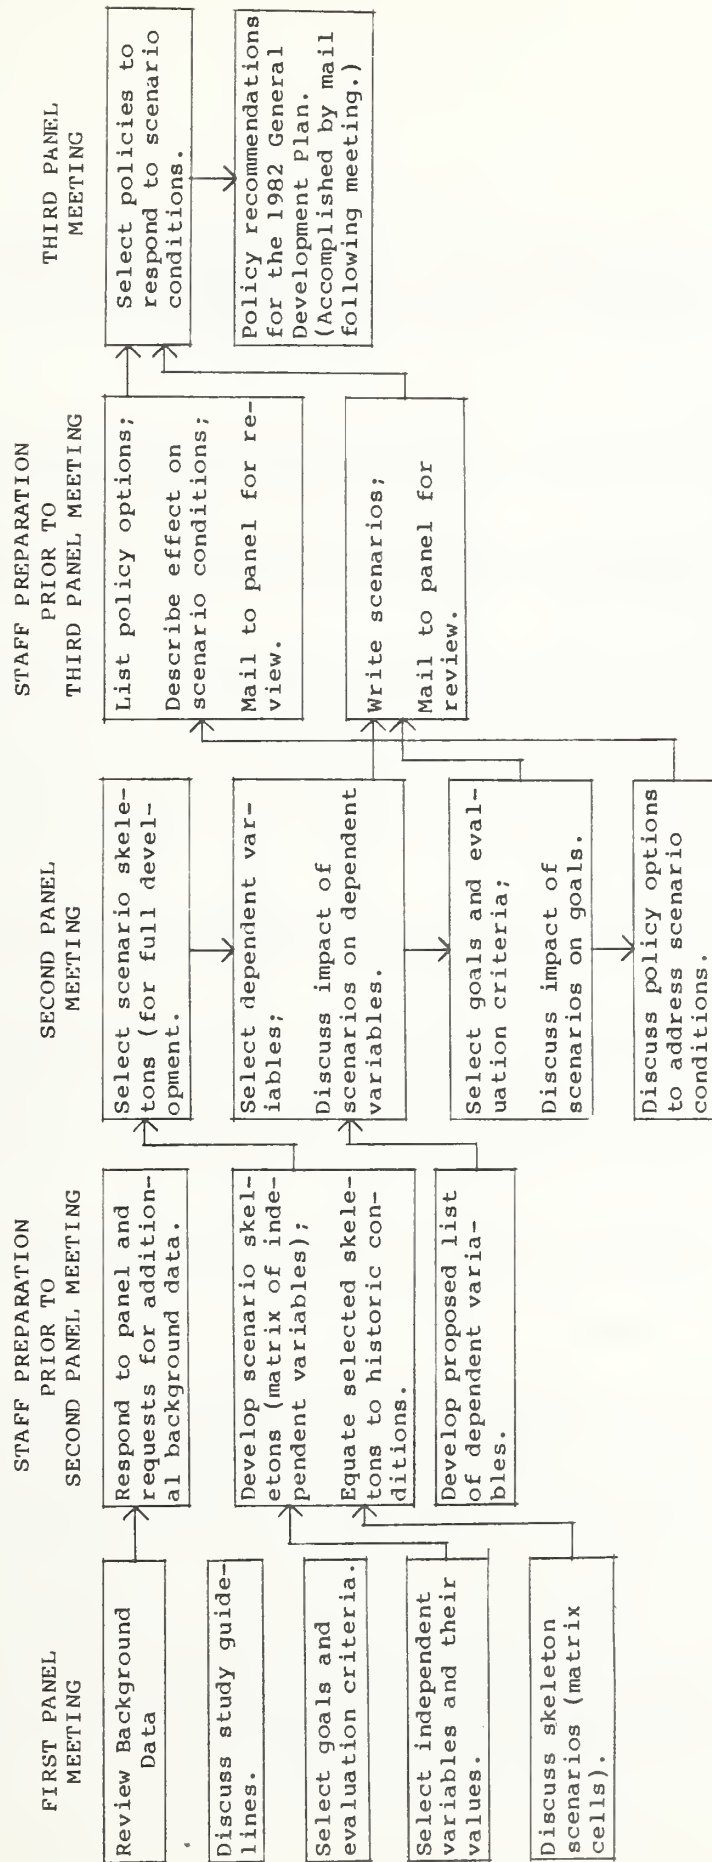 FIRST PANEL
MEETING
Review Background
Data
Discuss study guide-
lines.
Select goals and
evaluation criteria.
Select independent
variables and their
values.
Discuss skeleton
scenarios (matrix
cells).
STAFF PREPARATION
PRIOR TO
SECOND PANEL MEETING
Respond to panel and
requests for addition-
al background data.
Develop scenario skel-
etons (matrix of inde-
pendent variables);
Equate selected skele-
tons to historic con-
ditions.
Develop proposed list
of dependent varia-
bles.
SECOND PANEL
MEETING
Select scenario skele-
tons (for full devel-
opment.
Select dependent var-
iables;
Discuss impact of
scenarios on dependent
variables.
Select goals and eval-
uation criteria;
Discuss impact of
scenarios on goals.
Discuss policy options
to address scenario
conditions.
STAFF PREPARATION
PRIOR TO
THIRD PANEL MEETING
List policy options;
Describe effect on
scenario conditions;
Mail to panel for re-
view.
Write scenarios;
Mail to panel for
review.
THIRD PANEL
MEETING
Select policies to
respond to scenario
conditions.
Policy recommendations
for the 1982 General
Development Plan.
(Accomplished by mail
following meeting.)